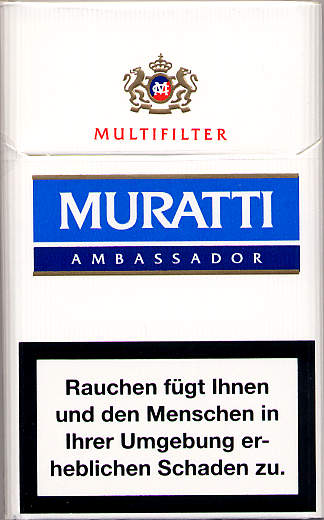 MULTIFILTER
MURATTI
AMBASSADOR
Rauchen fügt Ihnen
und den Menschen in
Ihrer Umgebung er-
heblichen Schaden zu.